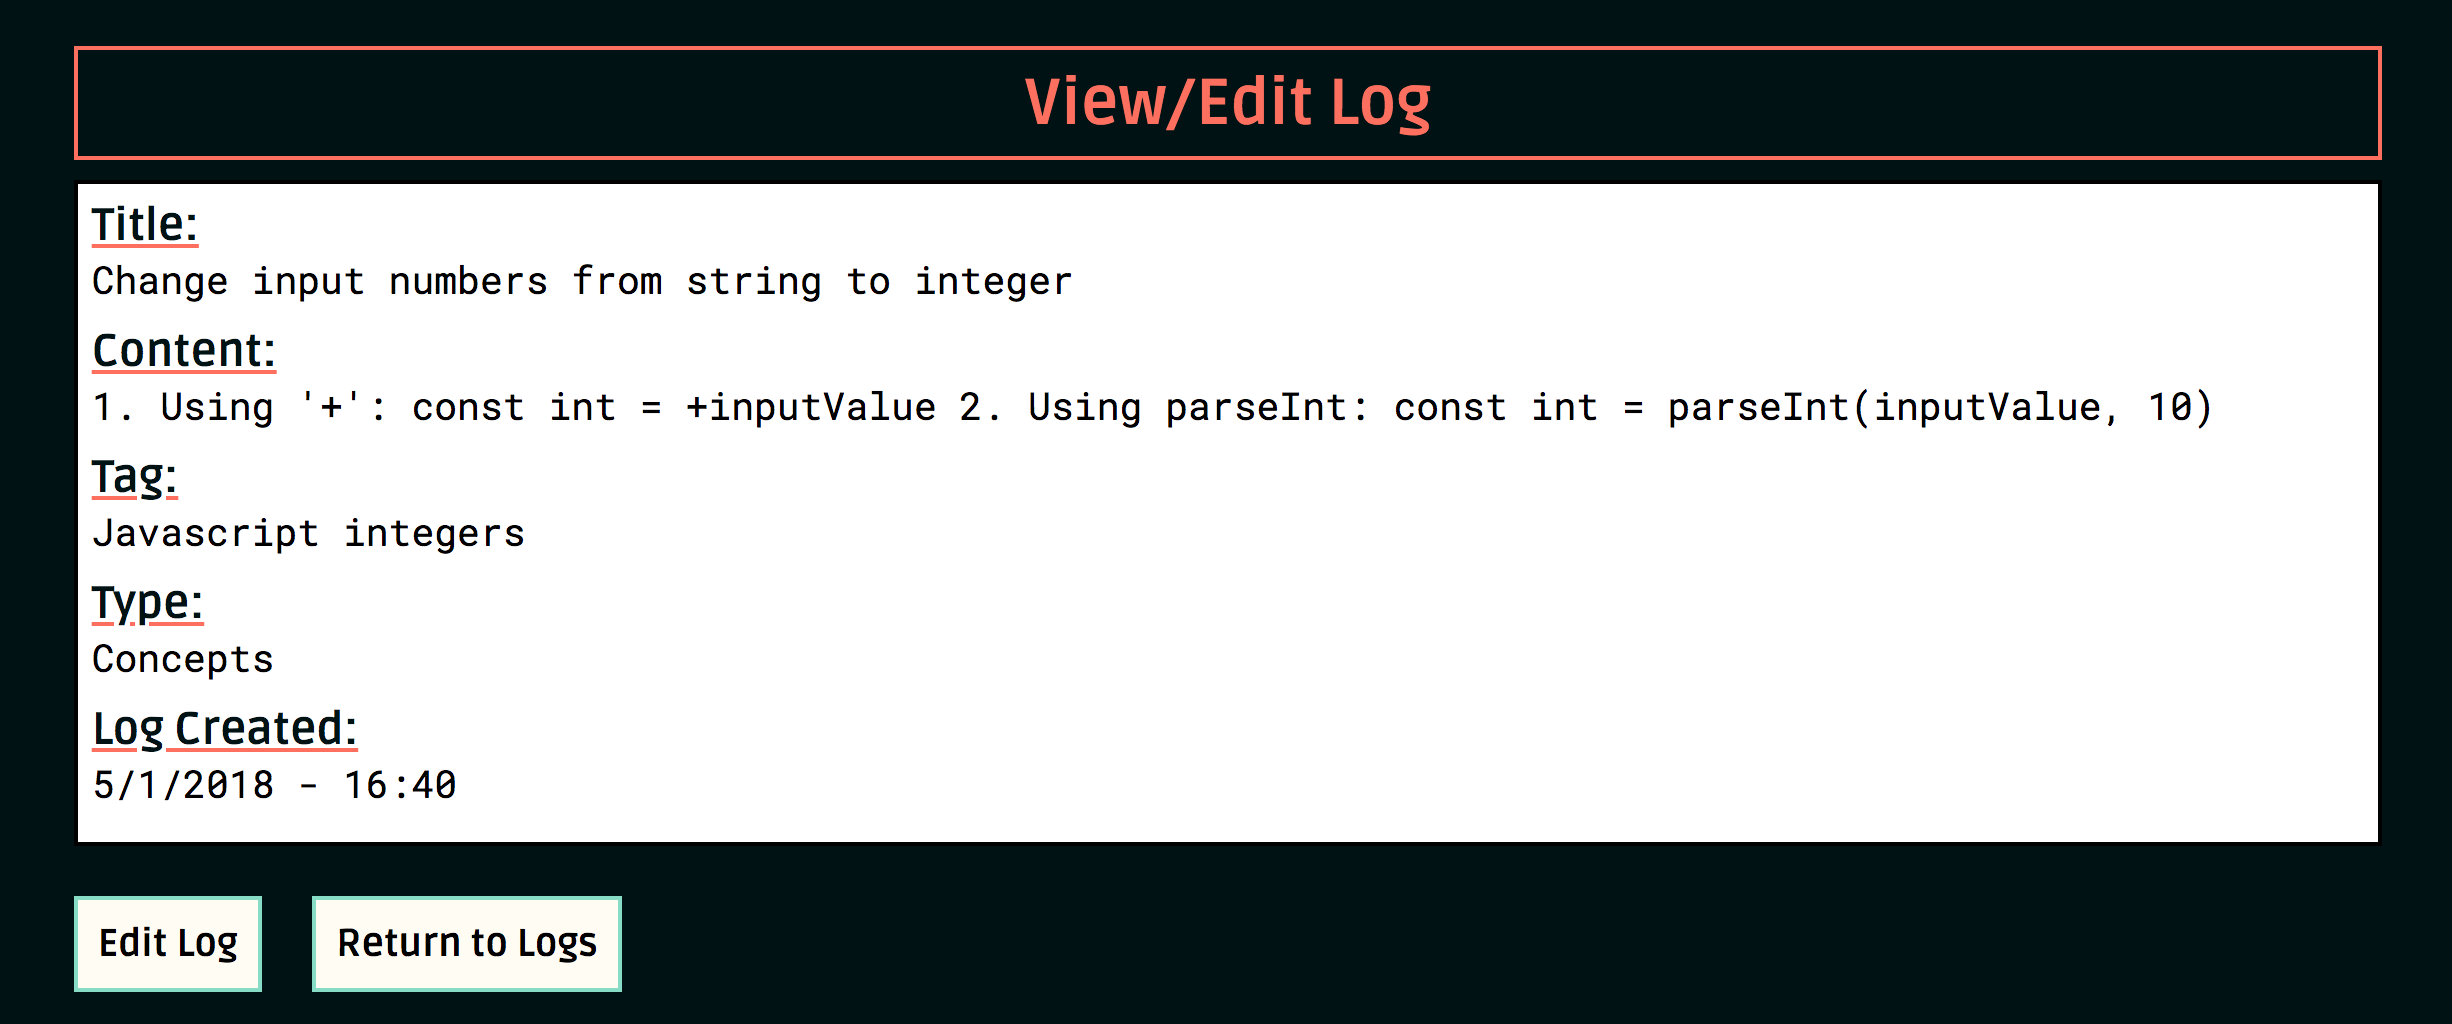 View/Edit Log
Title:
Change input numbers from string to integer
Content:
1. Using '+': const int = +inputValue 2. Using parseInt: const int = parseInt(inputValue, 10)
Tag:
Javascript integers
Type:
Concepts
Log Created:
5/1/2018 - 16:40
Edit Log
Return to Logs